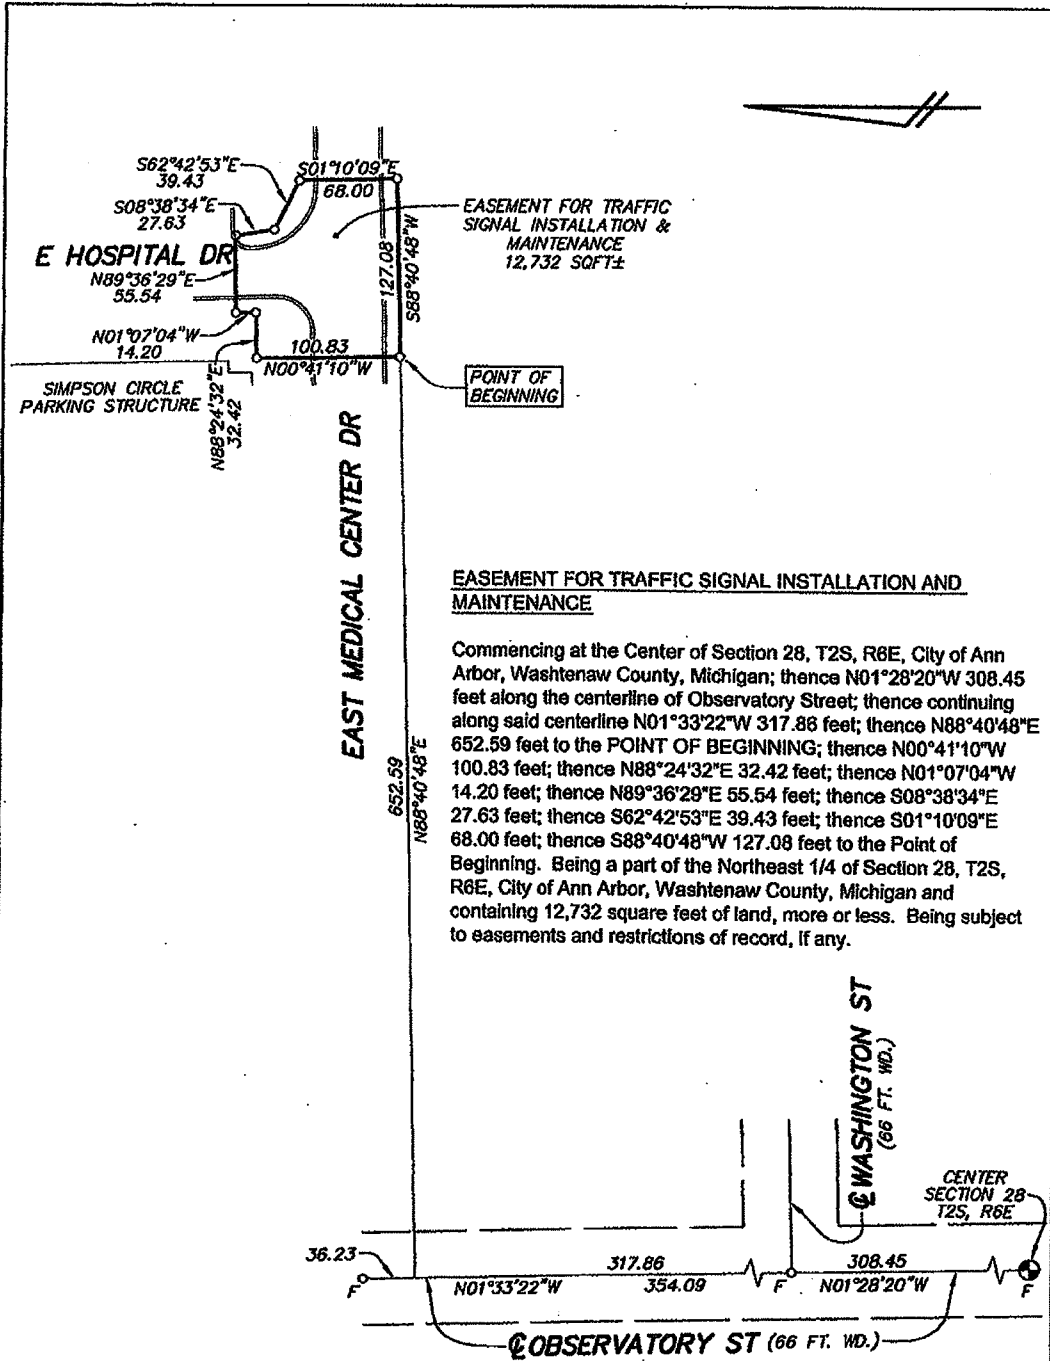 S62°42'53"E
39.43
S01°10'09"E
68.00
S08°38'34"E
27.63
EASEMENT FOR TRAFFIC
SIGNAL INSTALLATION &
MAINTENANCE
12,732 SQFT±
E HOSPITAL DR
N89°36'29"E
55.54
127.08
S88°40'48"W
N01°07'04"W
14.20
100.83
N00°41'10"W
SIMPSON CIRCLE
PARKING STRUCTURE
N88°24'32"E
32.42
POINT OF
BEGINNING
EAST MEDICAL CENTER DR
652.59
N88°40'48"E
EASEMENT FOR TRAFFIC SIGNAL INSTALLATION AND
MAINTENANCE
Commencing at the Center of Section 28, T2S, R6E, City of Ann
Arbor, Washtenaw County, Michigan; thence N01°28'20"W 308.45
feet along the centerline of Observatory Street; thence continuing
along said centerline N01°33'22"W 317.86 feet; thence N88°40'48"E
652.59 feet to the POINT OF BEGINNING; thence N00°41'10"W
100.83 feet; thence N88°24'32"E 32.42 feet; thence N01°07'04"W
14.20 feet; thence N89°36'29"E 55.54 feet; thence S08°38'34"E
27.63 feet; thence S62°42'53"E 39.43 feet; thence S01°10'09"E
68.00 feet; thence S88°40'48"W 127.08 feet to the Point of
Beginning. Being a part of the Northeast 1/4 of Section 28, T2S,
R6E, City of Ann Arbor, Washtenaw County, Michigan and
containing 12,732 square feet of land, more or less. Being subject
to easements and restrictions of record, if any.
℄ WASHINGTON ST
(66 FT. WD.)
CENTER
SECTION 28
T2S, R6E
36.23
317.86
308.45
F
N01°33'22"W
354.09
F
N01°28'20"W
F
℄ OBSERVATORY ST (66 FT. WD.)